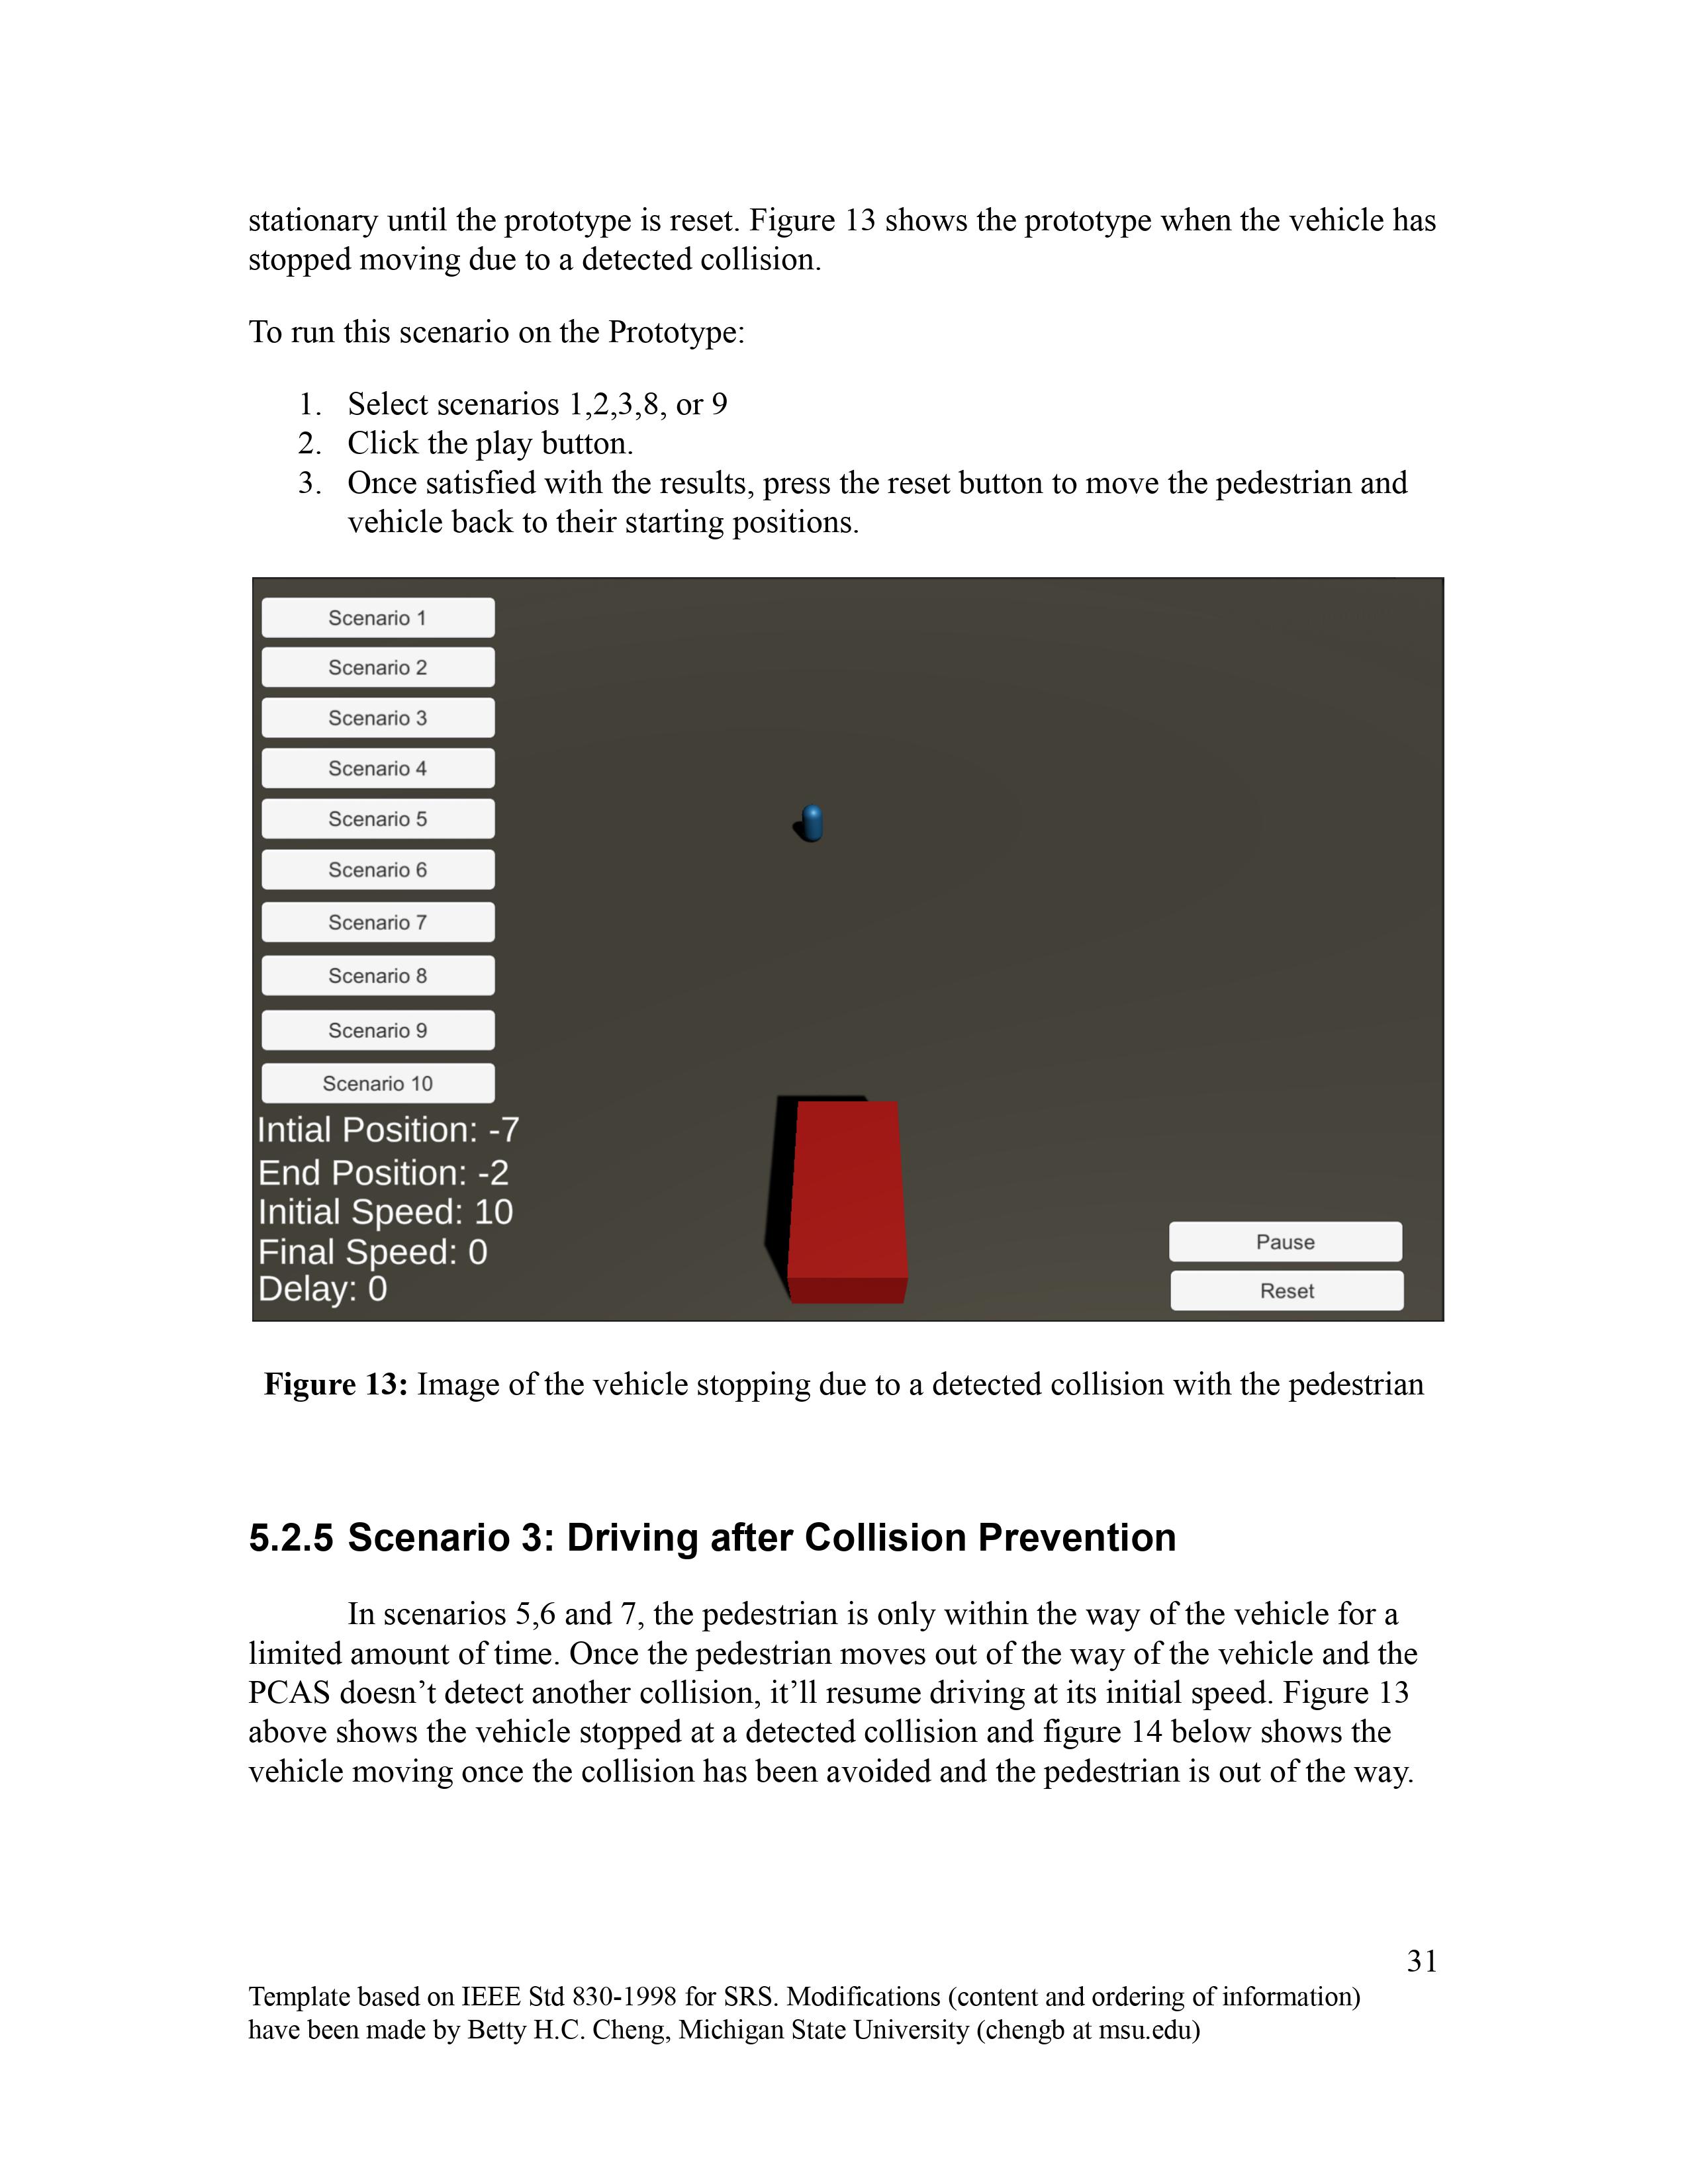 stationary until the prototype is reset. Figure 13 shows the prototype when the vehicle has
stopped moving due to a detected collision.
To run this scenario on the Prototype:
1. Select scenarios 1,2,3,8, or 9
2. Click the play button.
3. Once satisfied with the results, press the reset button to move the pedestrian and
vehicle back to their starting positions.
Scenario 1
Scenario 2
Scenario 3
Scenario 4
Scenario 5
Scenario 6
Scenario 7
Scenario 8
Scenario 9
Scenario 10
Intial Position: -7
End Position: -2
Initial Speed: 10
Final Speed: 0
Delay: 0
Pause
Reset
Figure 13: Image of the vehicle stopping due to a detected collision with the pedestrian
5.2.5 Scenario 3: Driving after Collision Prevention
In scenarios 5,6 and 7, the pedestrian is only within the way of the vehicle for a
limited amount of time. Once the pedestrian moves out of the way of the vehicle and the
PCAS doesn’t detect another collision, it’ll resume driving at its initial speed. Figure 13
above shows the vehicle stopped at a detected collision and figure 14 below shows the
vehicle moving once the collision has been avoided and the pedestrian is out of the way.
31
Template based on IEEE Std 830-1998 for SRS. Modifications (content and ordering of information)
have been made by Betty H.C. Cheng, Michigan State University (chengb at msu.edu)